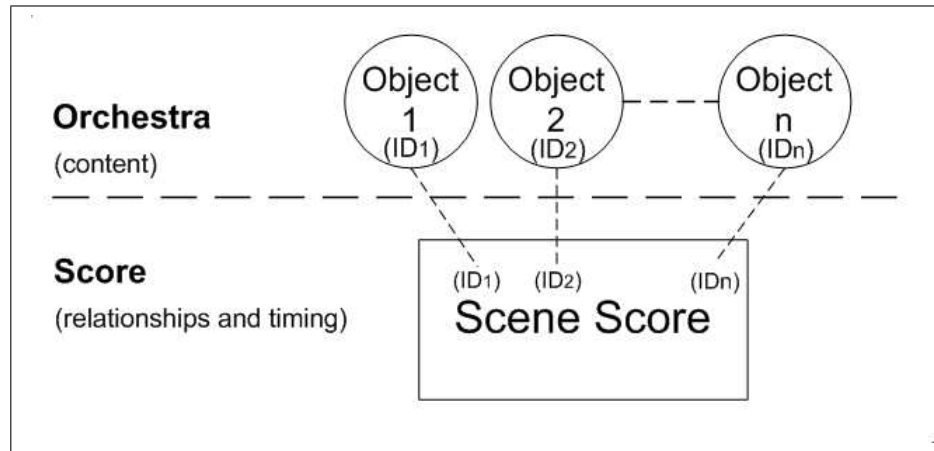 Orchestra
(content)
Object
1
(ID1)
Object
2
(ID2)
Object
n
(IDn)
Score
(relationships and timing)
(ID1)
(ID2)
(IDn)
Scene Score